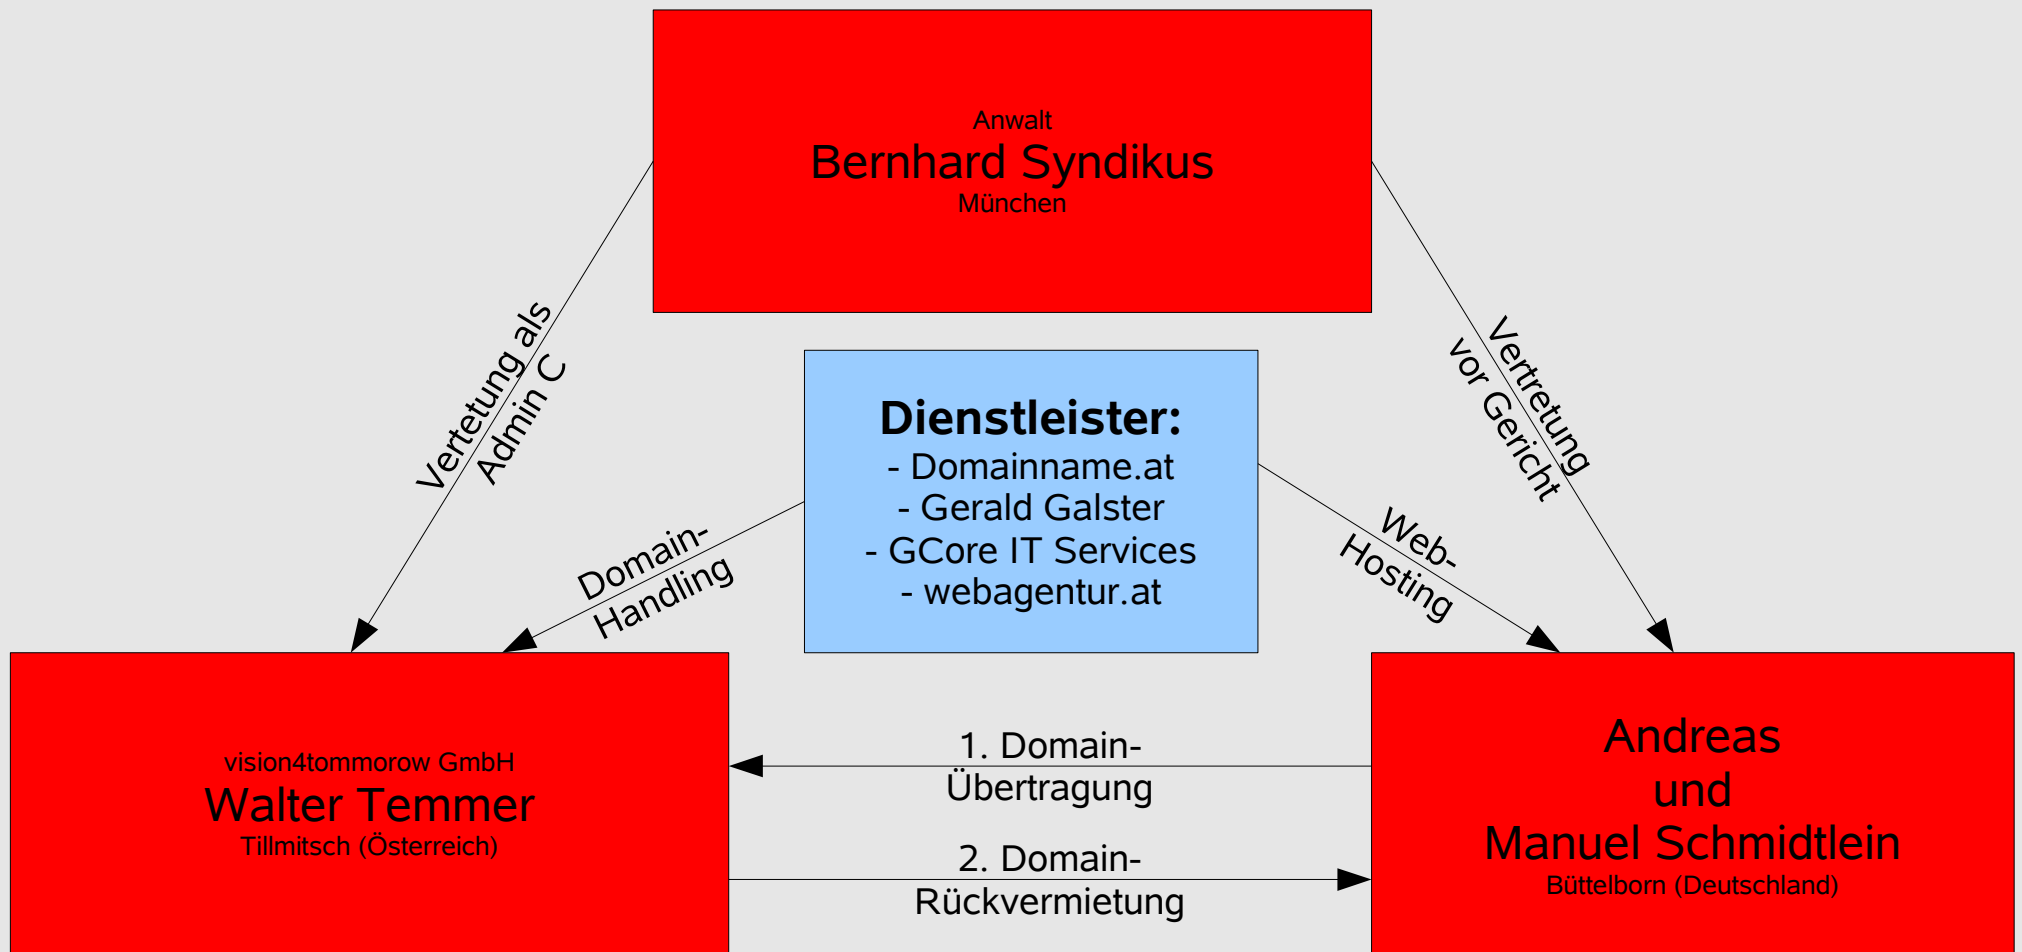 Anwalt
Bernhard Syndikus
München
Vertetung als
Admin C
Vertretung
vor Gericht
Dienstleister:
- Domainname.at
- Gerald Galster
- GCore IT Services
- webagentur.at
Domain-
Handling
Web-
Hosting
vision4tommorow GmbH
Walter Temmer
Tillmitsch (Österreich)
1. Domain-
Übertragung
2. Domain-
Rückvermietung
Andreas
und
Manuel Schmidtlein
Büttelborn (Deutschland)